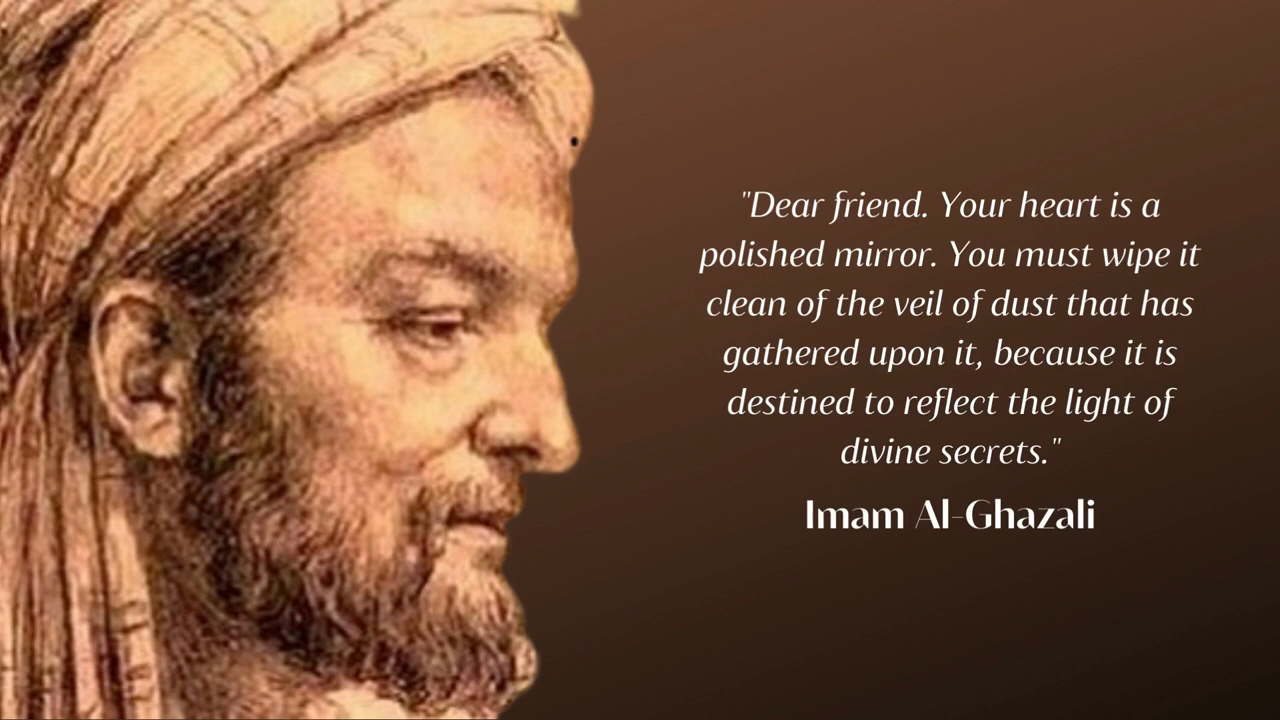 "Dear friend. Your heart is a
polished mirror. You must wipe it
clean of the veil of dust that has
gathered upon it, because it is
destined to reflect the light of
divine secrets."
Imam Al-Ghazali